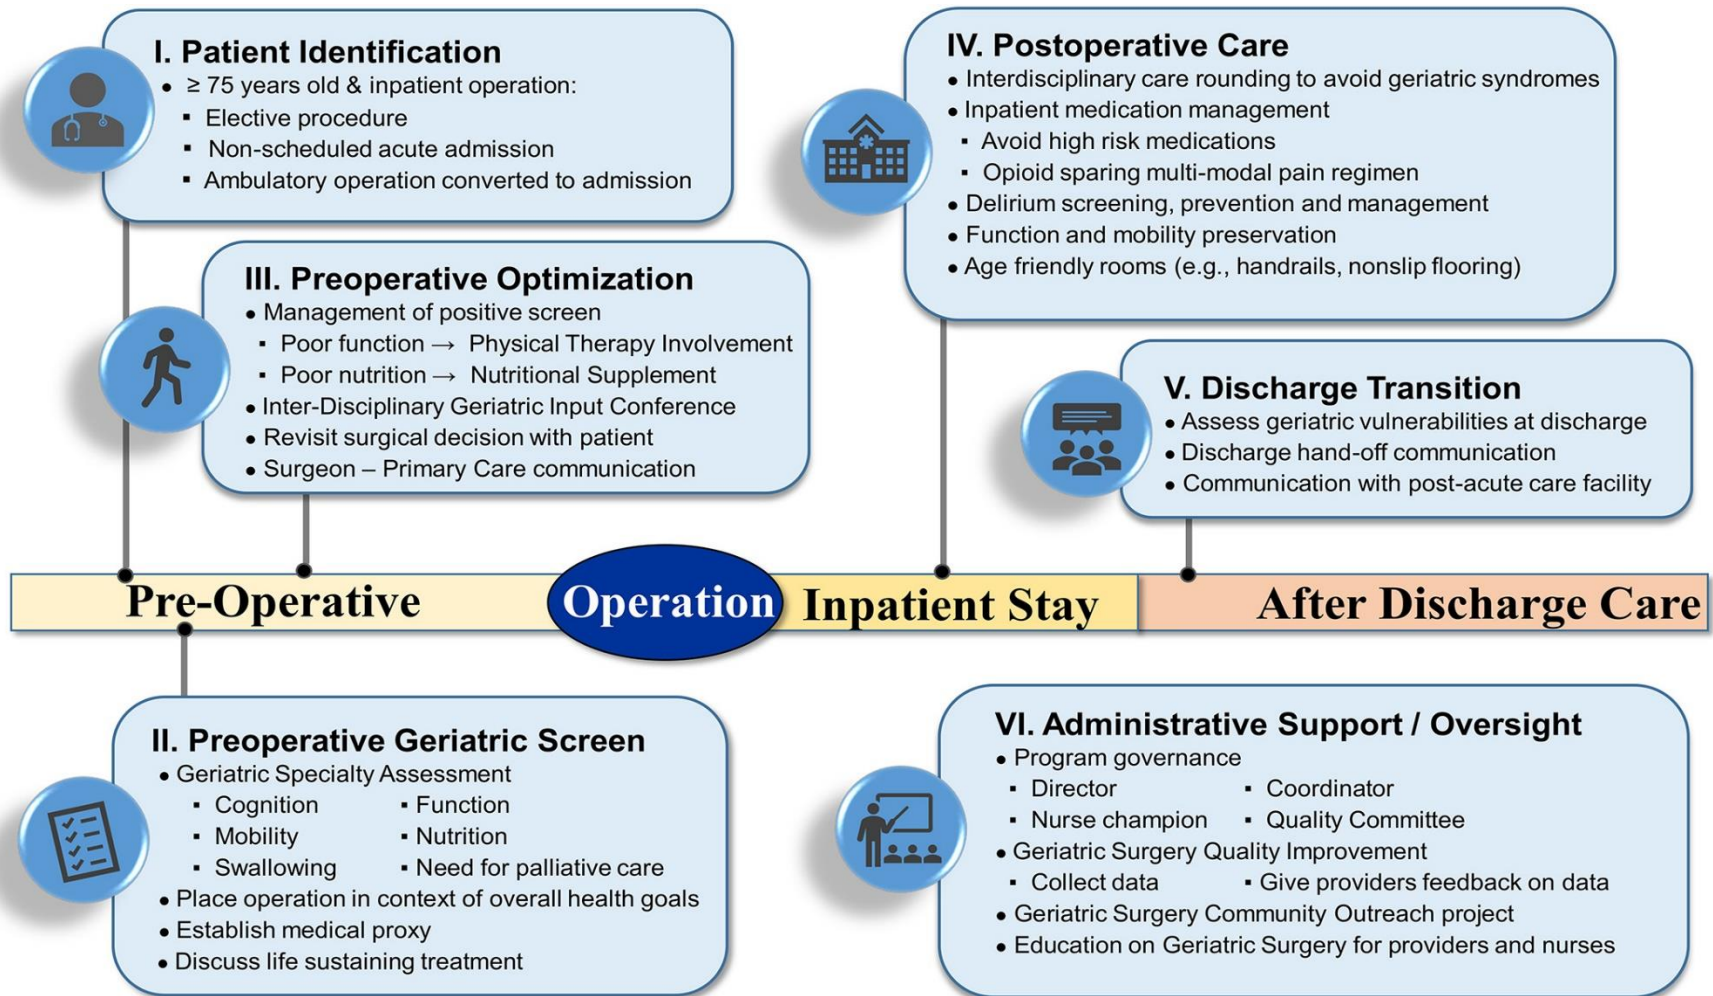 I. Patient Identification
● ≥ 75 years old & inpatient operation:
▪ Elective procedure
▪ Non-scheduled acute admission
▪ Ambulatory operation converted to admission
III. Preoperative Optimization
● Management of positive screen
▪ Poor function → Physical Therapy Involvement
▪ Poor nutrition → Nutritional Supplement
● Inter-Disciplinary Geriatric Input Conference
● Revisit surgical decision with patient
● Surgeon – Primary Care communication
IV. Postoperative Care
● Interdisciplinary care rounding to avoid geriatric syndromes
● Inpatient medication management
▪ Avoid high risk medications
▪ Opioid sparing multi-modal pain regimen
● Delirium screening, prevention and management
● Function and mobility preservation
● Age friendly rooms (e.g., handrails, nonslip flooring)
V. Discharge Transition
● Assess geriatric vulnerabilities at discharge
● Discharge hand-off communication
● Communication with post-acute care facility
Pre-Operative
Operation
Inpatient Stay
After Discharge Care
II. Preoperative Geriatric Screen
● Geriatric Specialty Assessment
▪ Cognition ▪ Function
▪ Mobility ▪ Nutrition
▪ Swallowing ▪ Need for palliative care
● Place operation in context of overall health goals
● Establish medical proxy
● Discuss life sustaining treatment
VI. Administrative Support / Oversight
● Program governance
▪ Director ▪ Coordinator
▪ Nurse champion ▪ Quality Committee
● Geriatric Surgery Quality Improvement
▪ Collect data ▪ Give providers feedback on data
● Geriatric Surgery Community Outreach project
● Education on Geriatric Surgery for providers and nurses